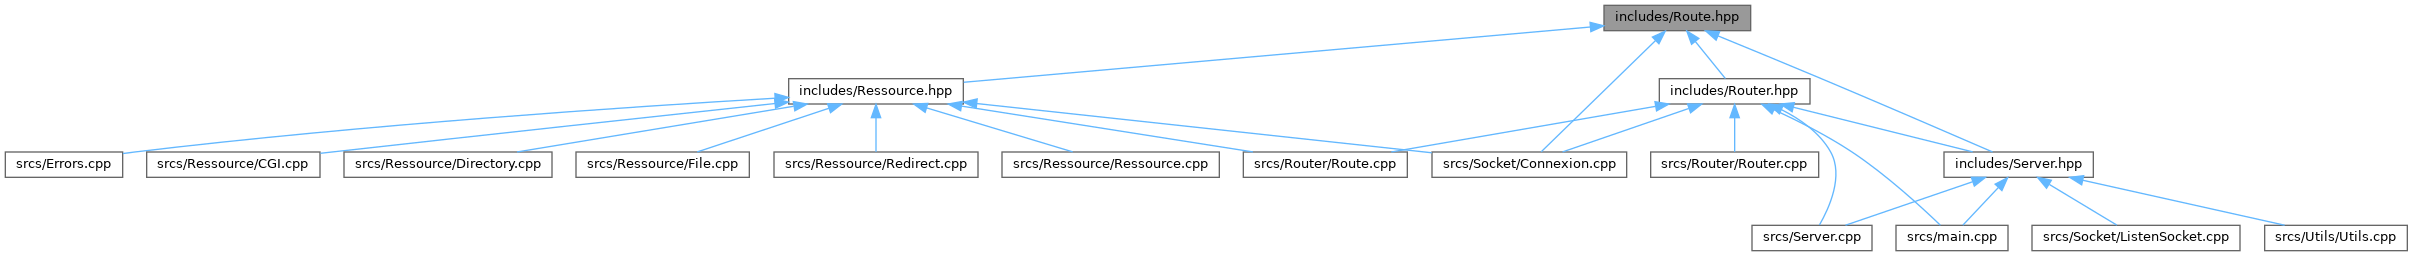 includes/Route.hpp
includes/Ressource.hpp
includes/Router.hpp
srcs/Errors.cpp
srcs/Ressource/CGI.cpp
srcs/Ressource/Directory.cpp
srcs/Ressource/File.cpp
srcs/Ressource/Redirect.cpp
srcs/Ressource/Ressource.cpp
srcs/Router/Route.cpp
srcs/Socket/Connexion.cpp
srcs/Router/Router.cpp
includes/Server.hpp
srcs/Server.cpp
srcs/main.cpp
srcs/Socket/ListenSocket.cpp
srcs/Utils/Utils.cpp